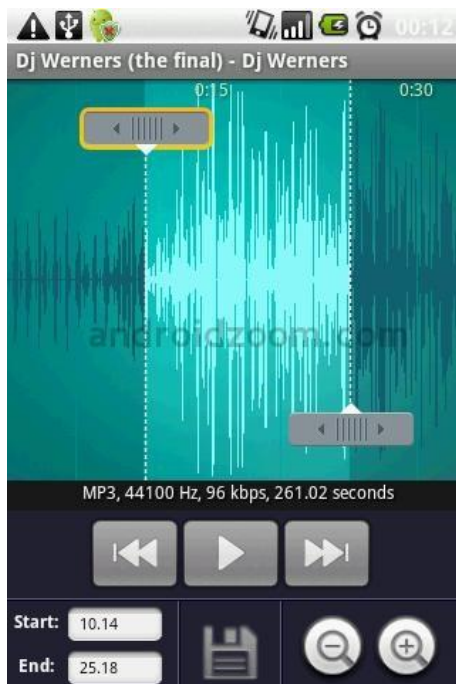 00:12
Dj Werners (the final) - Dj Werners
0:15 0:30
androidzoom.com
MP3, 44100 Hz, 96 kbps, 261.02 seconds
Start: 10.14
End: 25.18